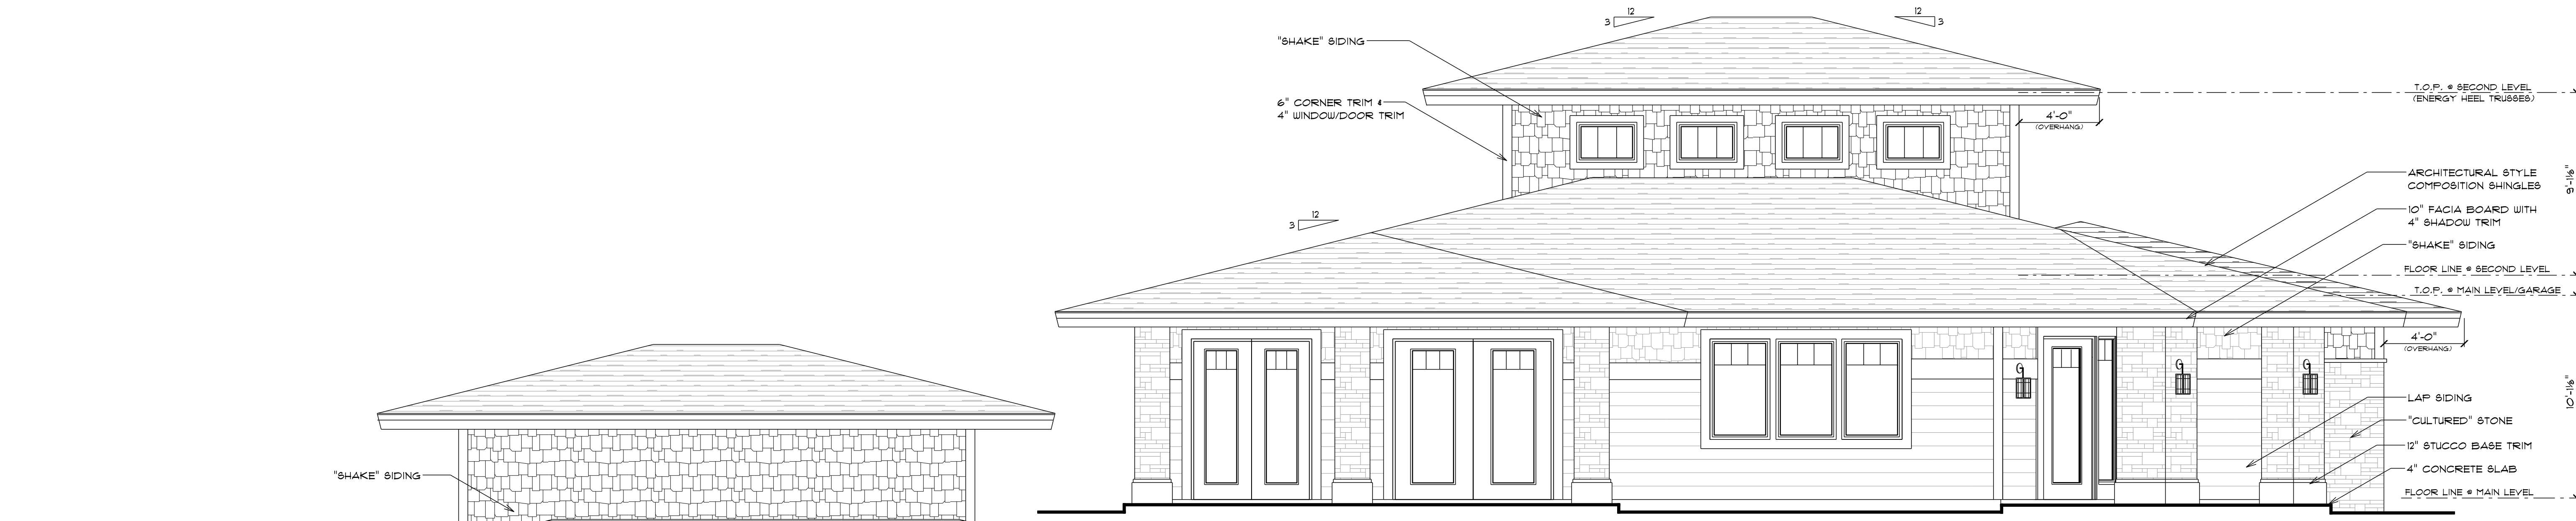 12
3
12
3
"SHAKE" SIDING
6" CORNER TRIM &
4" WINDOW/DOOR TRIM
T.O.P. @ SECOND LEVEL
(ENERGY HEEL TRUSSES)
4'-0"
(OVERHANG)
9'-1⅛"
ARCHITECTURAL STYLE
COMPOSITION SHINGLES
10" FACIA BOARD WITH
4" SHADOW TRIM
12
3
"SHAKE" SIDING
FLOOR LINE @ SECOND LEVEL
T.O.P. @ MAIN LEVEL/GARAGE
4'-0"
(OVERHANG)
10'-1⅛"
LAP SIDING
"CULTURED" STONE
12" STUCCO BASE TRIM
4" CONCRETE SLAB
FLOOR LINE @ MAIN LEVEL
"SHAKE" SIDING